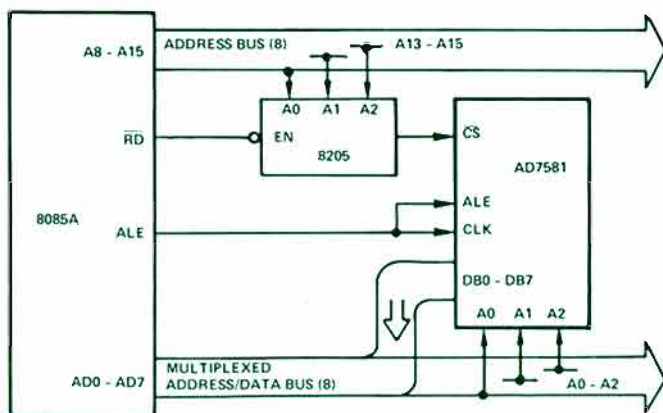 ADDRESS BUS (8)
A13 - A15
A8 - A15
A0 A1 A2
RD
EN
8205
CS
AD7581
8085A
ALE
ALE
CLK
DB0 - DB7
A0 A1 A2
MULTIPLEXED
ADDRESS/DATA BUS (8)
AD0 - AD7
A0 - A2